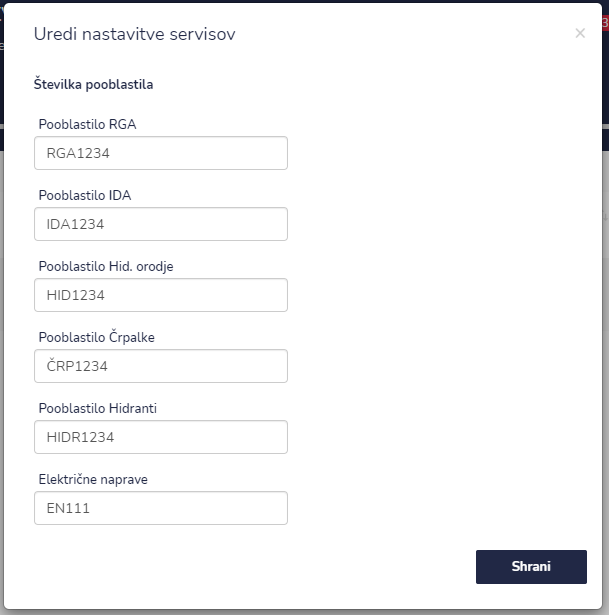 Uredi nastavitve servisov
×
Številka pooblastila
Pooblastilo RGA
RGA1234
Pooblastilo IDA
IDA1234
Pooblastilo Hid. orodje
HID1234
Pooblastilo Črpalke
ČRP1234
Pooblastilo Hidranti
HIDR1234
Električne naprave
EN111
Shrani